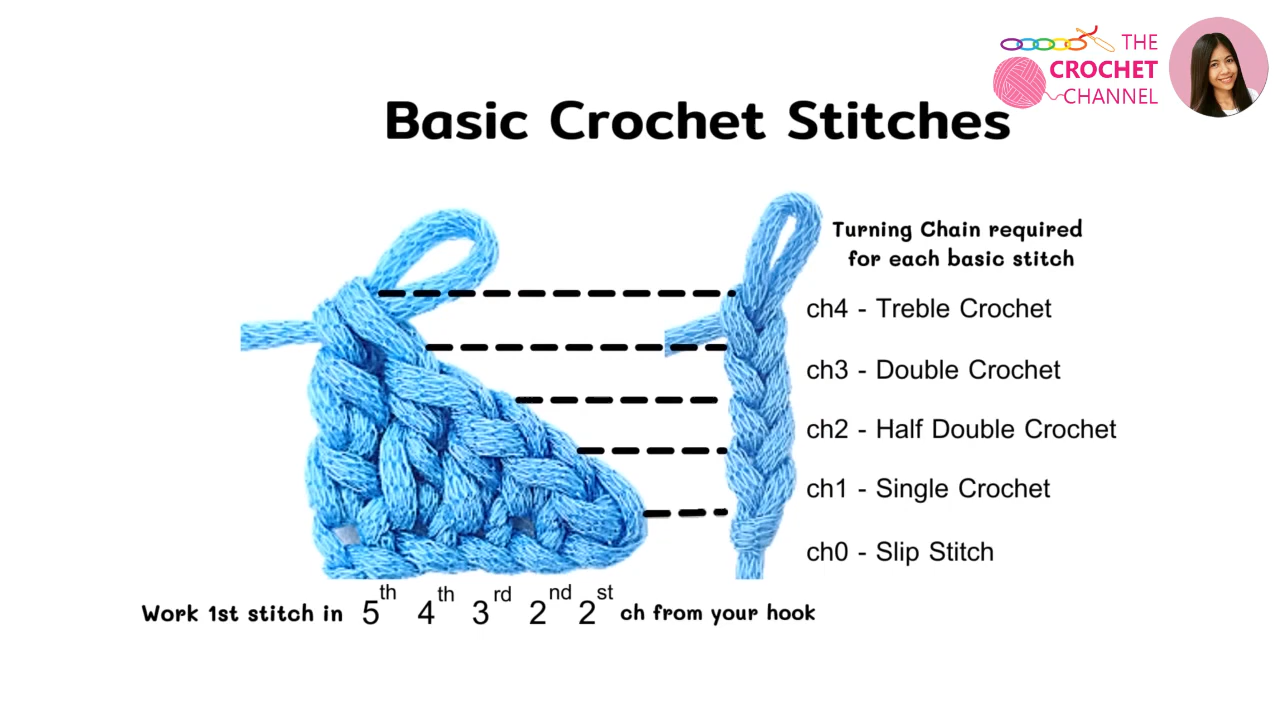 THE
CROCHET
CHANNEL
Basic Crochet Stitches
Turning Chain required
for each basic stitch
ch4 - Treble Crochet
ch3 - Double Crochet
ch2 - Half Double Crochet
ch1 - Single Crochet
ch0 - Slip Stitch
Work 1st stitch in 5th 4th 3rd 2nd 2st ch from your hook